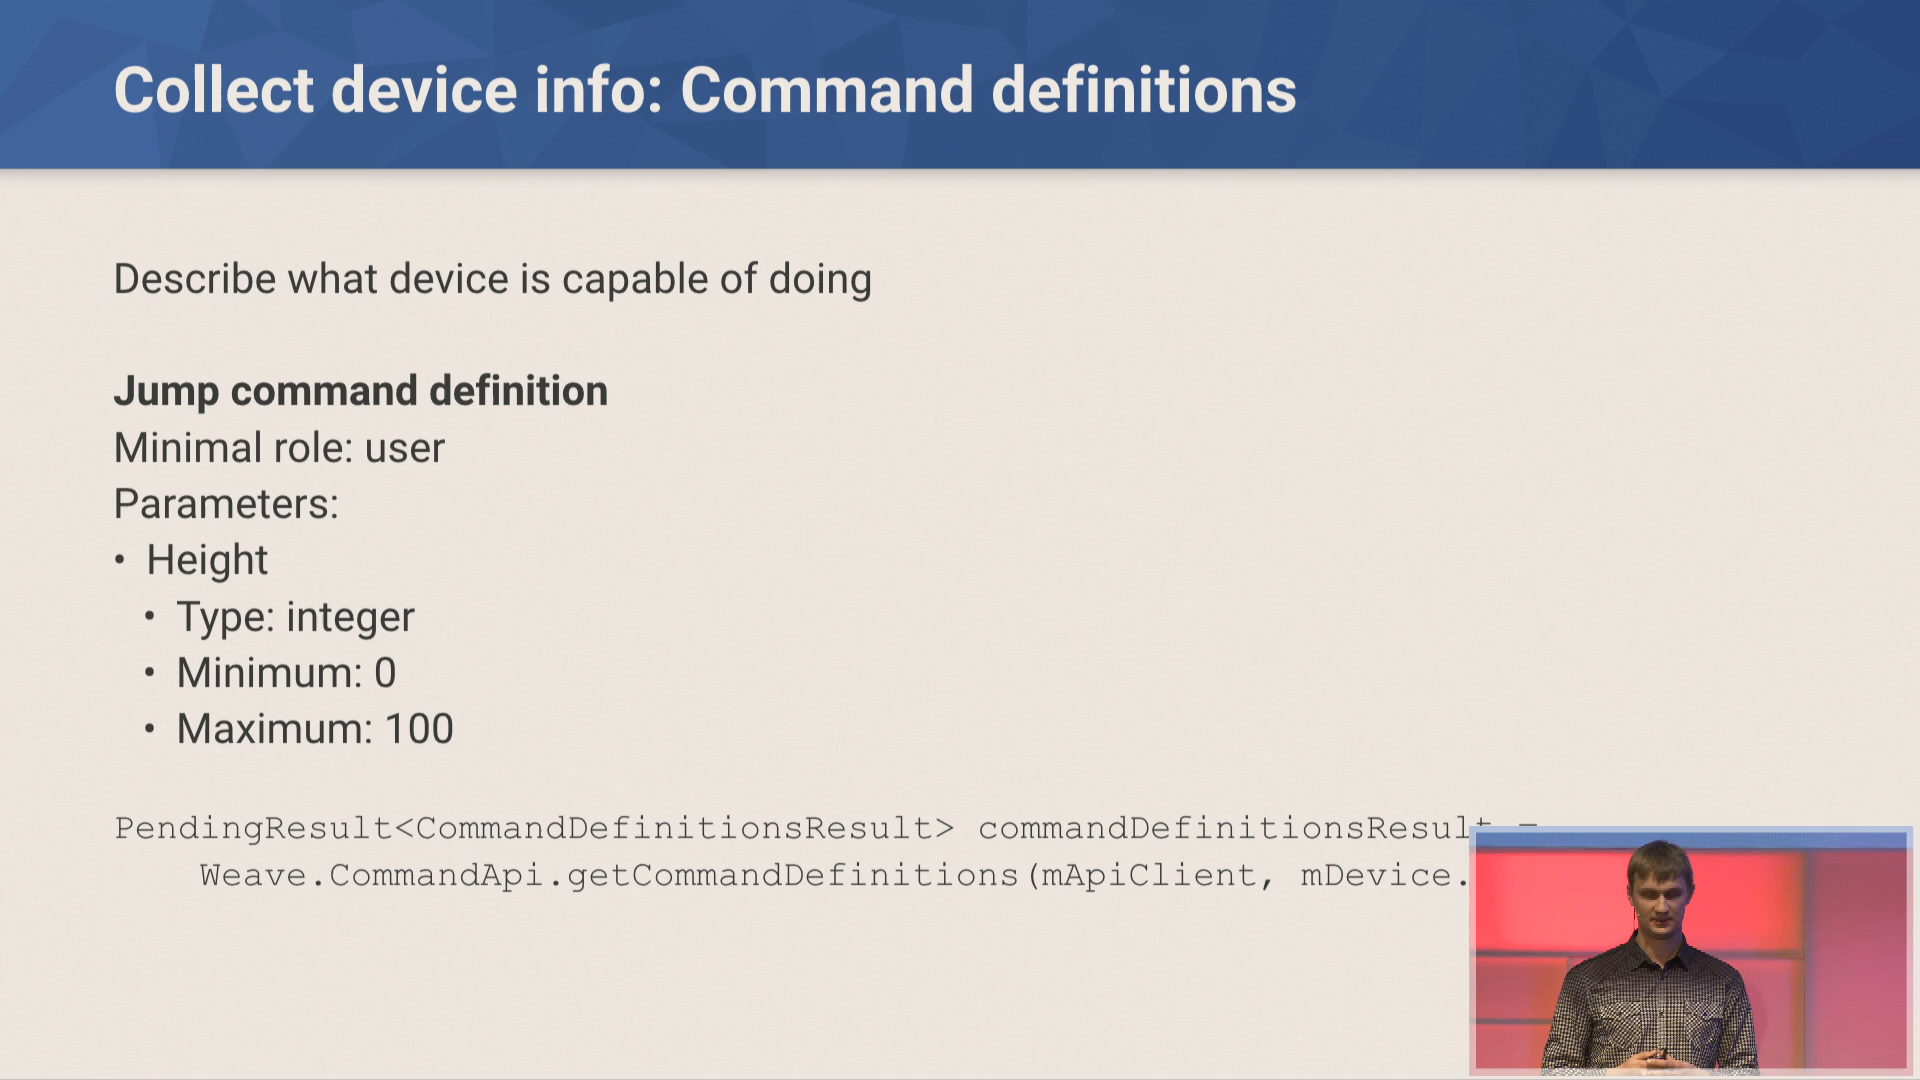 Collect device info: Command definitions
Describe what device is capable of doing
Jump command definition
Minimal role: user
Parameters:
• Height
• Type: integer
• Minimum: 0
• Maximum: 100
PendingResult<CommandDefinitionsResult> commandDefinitionsResult =
Weave.CommandApi.getCommandDefinitions(mApiClient, mDevice.